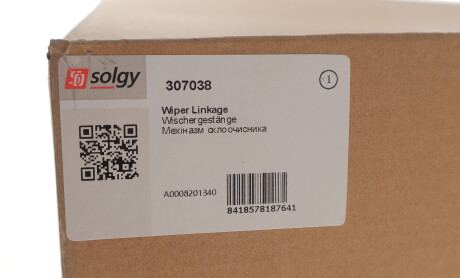 solgy
307038
1
Wiper Linkage
Wischergestänge
Механізм склоочисника
A0008201340
8418578187641